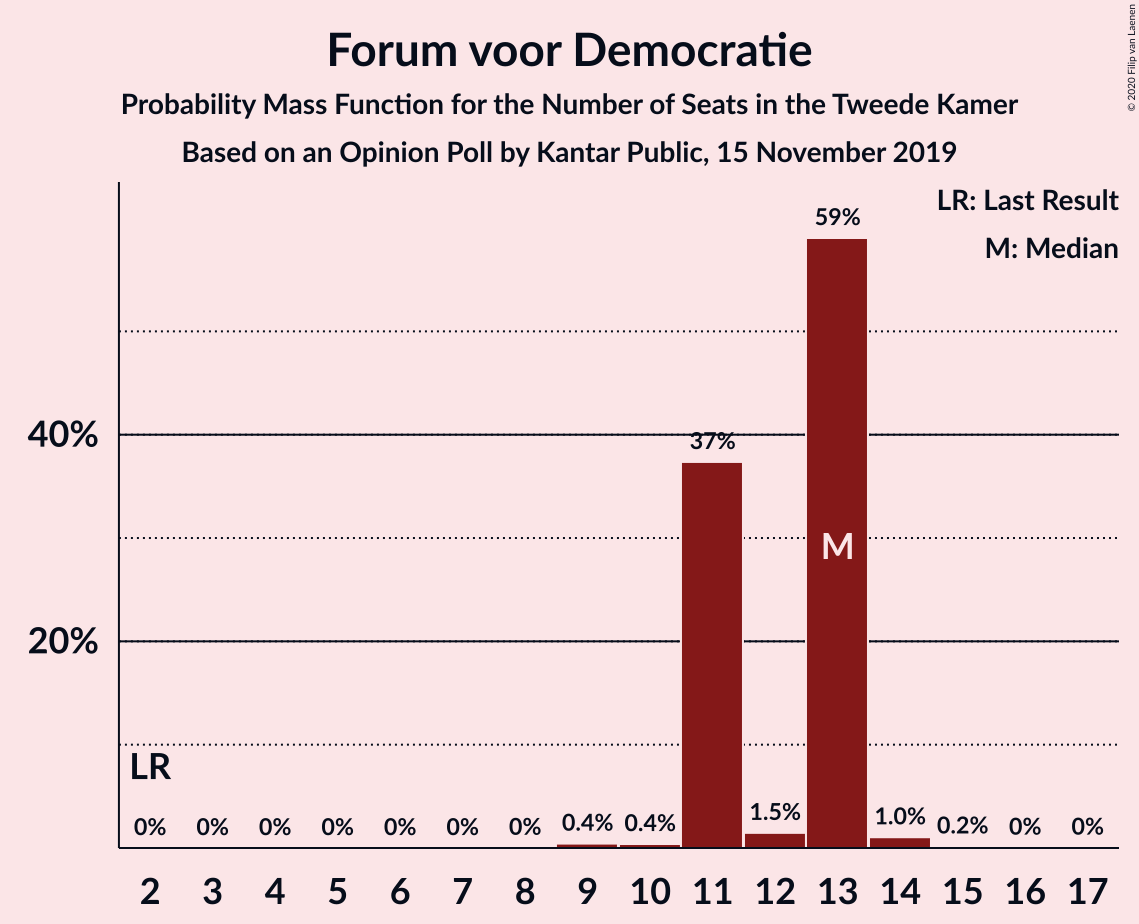 Forum voor Democratie
Probability Mass Function for the Number of Seats in the Tweede Kamer
Based on an Opinion Poll by Kantar Public, 15 November 2019
© 2020 Filip van Laenen
LR: Last Result
M: Median
59%
40%
37%
M
20%
LR
0% 0% 0% 0% 0% 0% 0% 0.4% 0.4% 1.5% 1.0% 0.2% 0% 0%
2 3 4 5 6 7 8 9 10 11 12 13 14 15 16 17